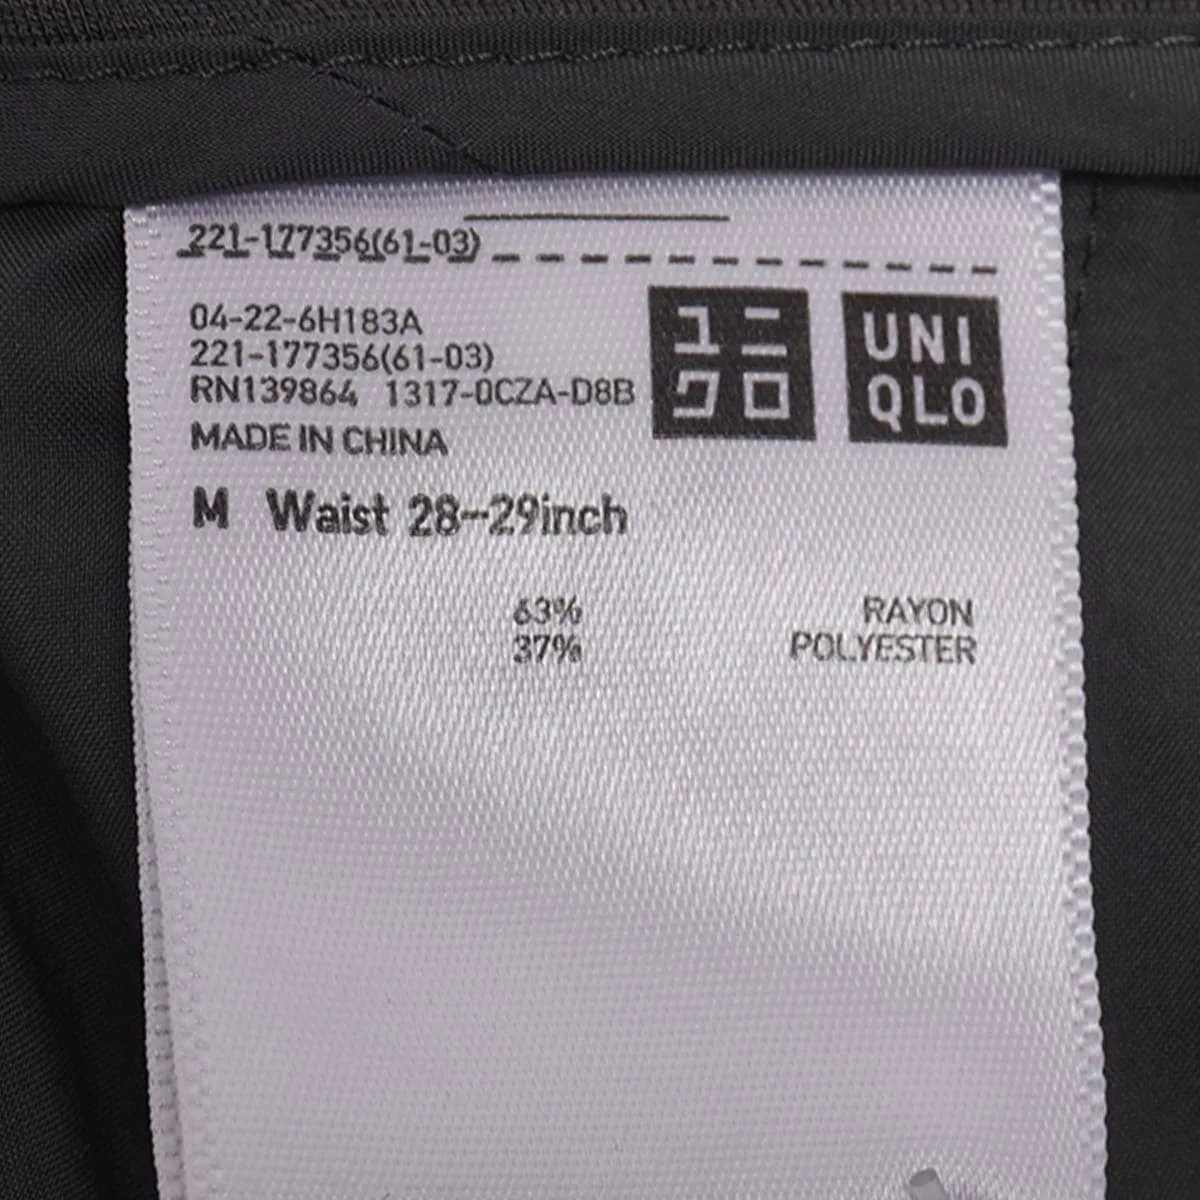 221-177356(61-03)
04-22-6H183A
221-177356(61-03)
RN139864 1317-0CZA-D8B
MADE IN CHINA
ユニ
クロ
UNI
QLO
M Waist 28-29inch
63% RAYON
37% POLYESTER